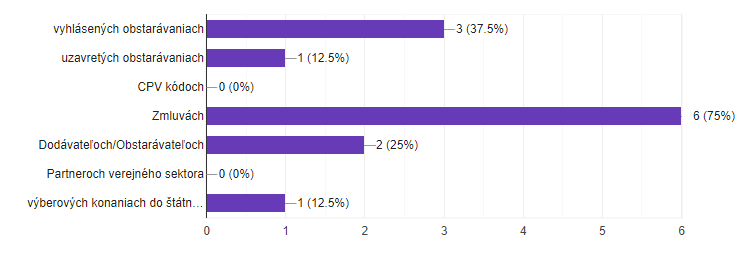 vyhlásených obstarávaniach 3 (37.5%)
uzavretých obstarávaniach 1 (12.5%)
CPV kódoch 0 (0%)
Zmluvách 6 (75%)
Dodávateľoch/Obstarávateľoch 2 (25%)
Partneroch verejného sektora 0 (0%)
výberových konaniach do štátn… 1 (12.5%)
0 1 2 3 4 5 6